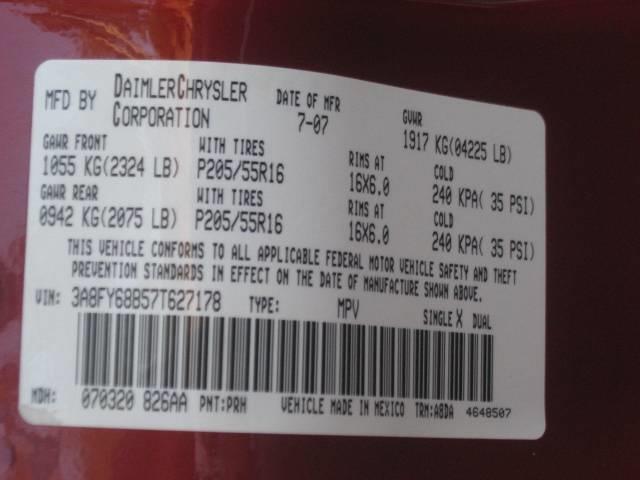 MFD BY DAIMLERCHRYSLER CORPORATION DATE OF MFR 7-07 GVWR 1917 KG(04225 LB)
GAWR FRONT WITH TIRES RIMS AT COLD
1055 KG(2324 LB) P205/55R16 16X6.0 240 KPA( 35 PSI)
GAWR REAR WITH TIRES RIMS AT COLD
0942 KG(2075 LB) P205/55R16 16X6.0 240 KPA( 35 PSI)
THIS VEHICLE CONFORMS TO ALL APPLICABLE FEDERAL MOTOR VEHICLE SAFETY AND THEFT
PREVENTION STANDARDS IN EFFECT ON THE DATE OF MANUFACTURE SHOWN ABOVE.
VIN: 3A8FY68B57T627178 TYPE: MPV SINGLE X DUAL
MDH: 070320 826AA PNT:PRH VEHICLE MADE IN MEXICO TRM:A8DA 4648507